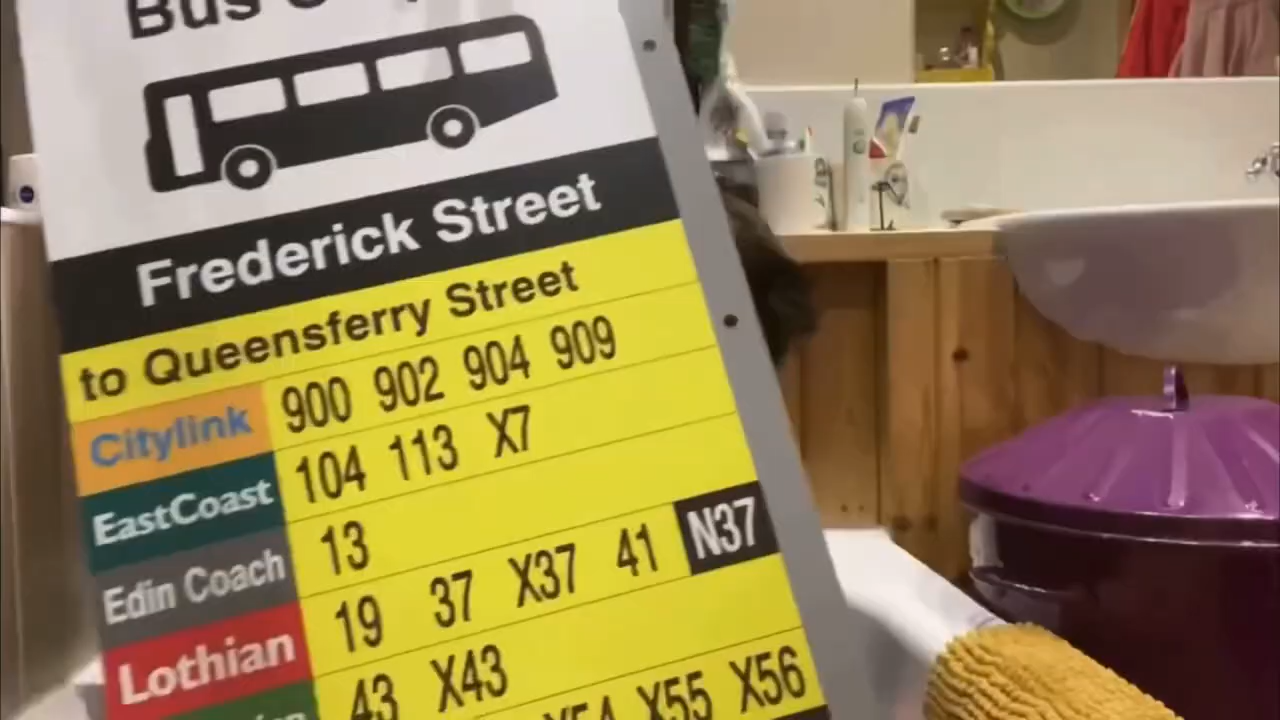 Bus
Frederick Street
to Queensferry Street
Citylink 900 902 904 909
EastCoast 104 113 X7
Edin Coach 13
Lothian 19 37 X37 41 N37
43 X43
X54 X55 X56